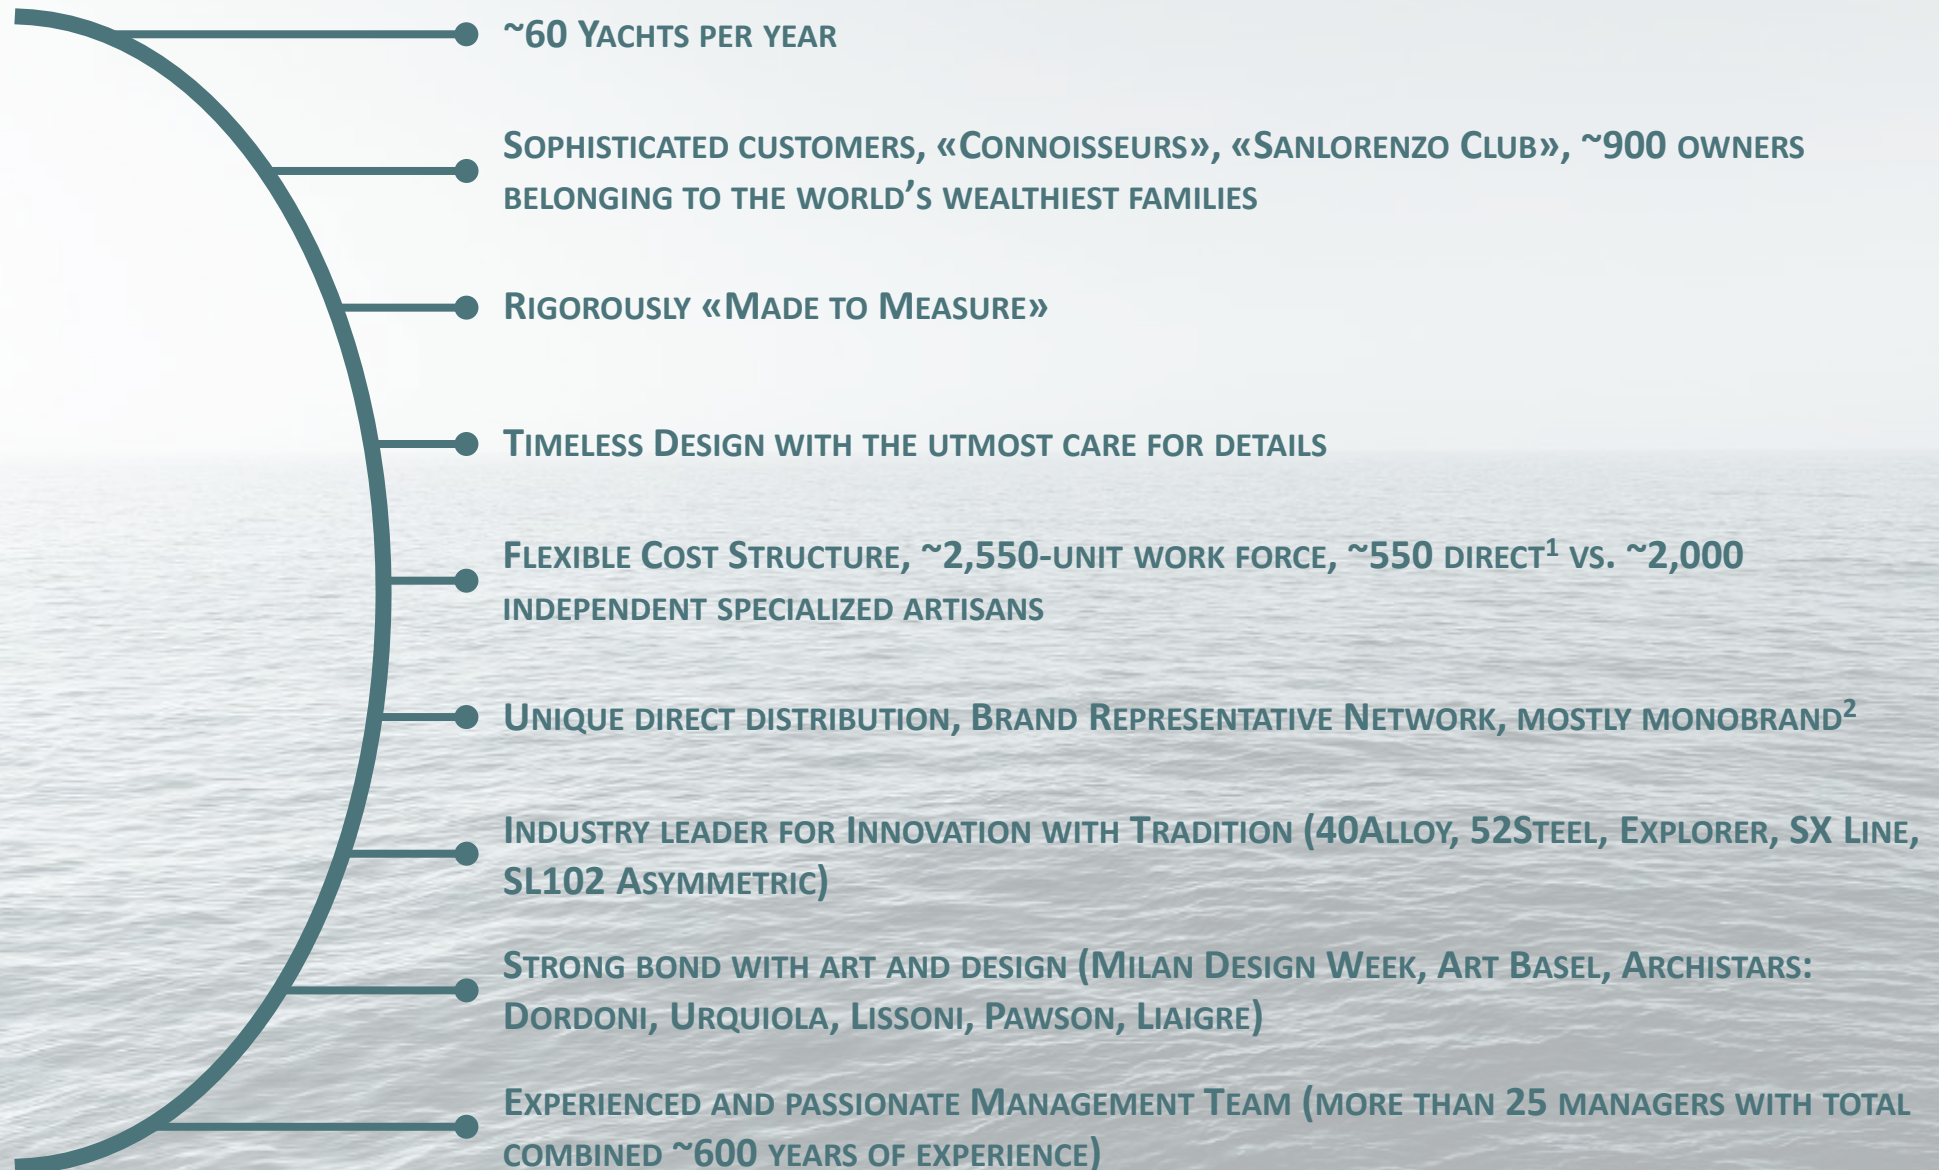 ~60 Yachts per year
Sophisticated customers, «Connoisseurs», «Sanlorenzo Club», ~900 owners
belonging to the world’s wealthiest families
Rigorously «Made to Measure»
Timeless Design with the utmost care for details
Flexible Cost Structure, ~2,550-unit work force, ~550 direct¹ vs. ~2,000
independent specialized artisans
Unique direct distribution, Brand Representative Network, mostly monobrand²
Industry leader for Innovation with Tradition (40Alloy, 52Steel, Explorer, SX Line,
SL102 Asymmetric)
Strong bond with art and design (Milan Design Week, Art Basel, Archistars:
Dordoni, Urquiola, Lissoni, Pawson, Liaigre)
Experienced and passionate Management Team (more than 25 managers with total
combined ~600 years of experience)